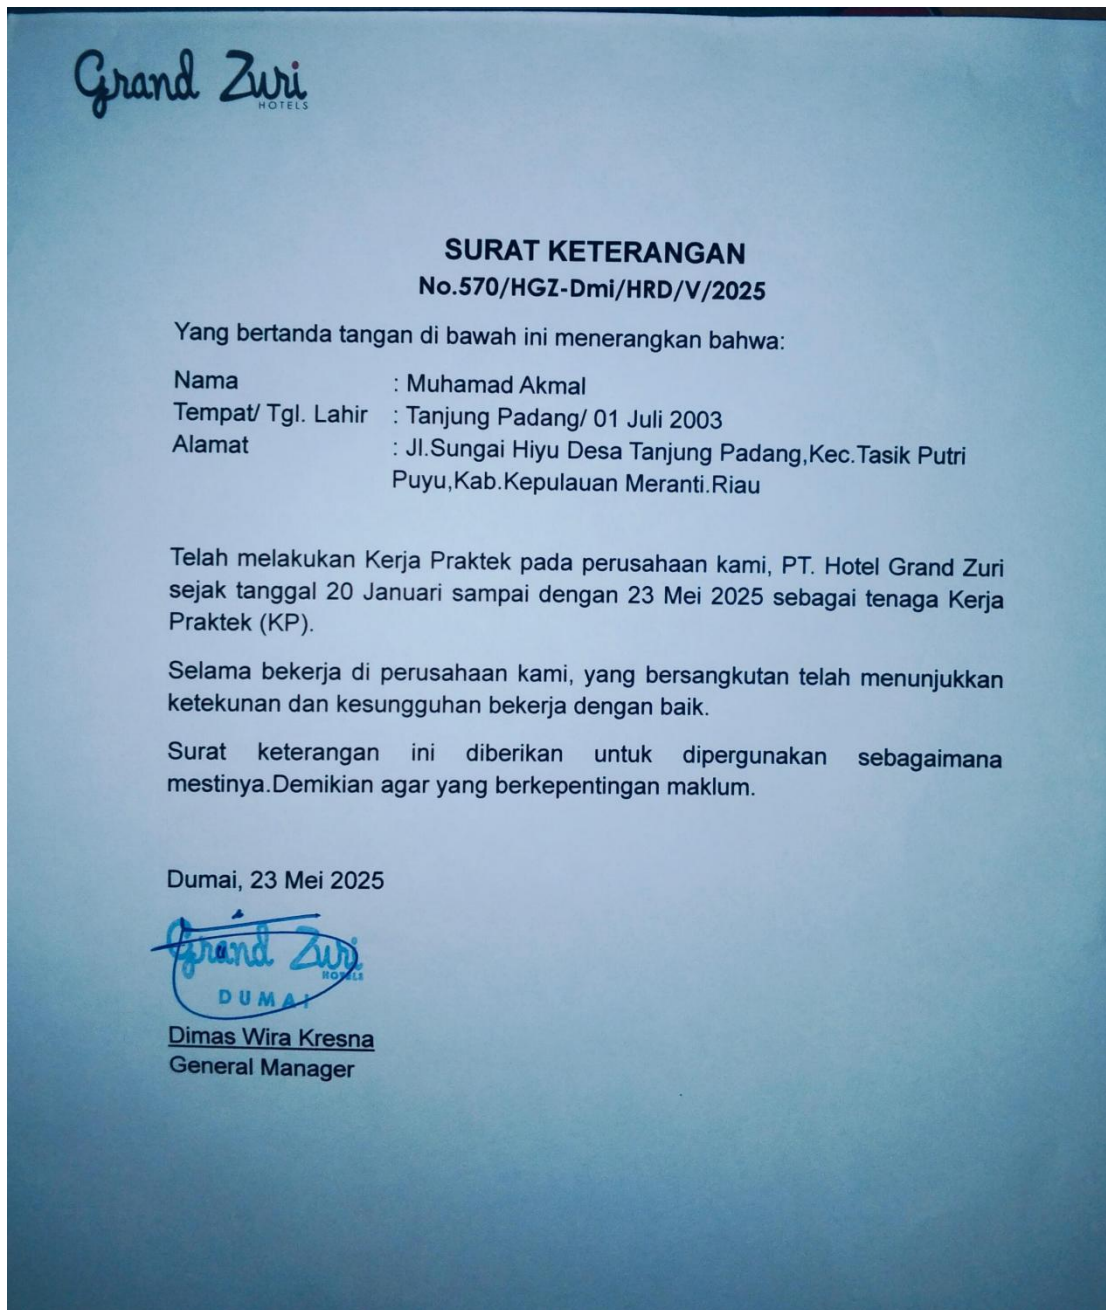 Grand Zuri
HOTELS
SURAT KETERANGAN
No.570/HGZ-Dmi/HRD/V/2025
Yang bertanda tangan di bawah ini menerangkan bahwa:
Nama : Muhamad Akmal
Tempat/ Tgl. Lahir : Tanjung Padang/ 01 Juli 2003
Alamat : Jl.Sungai Hiyu Desa Tanjung Padang,Kec.Tasik Putri
Puyu,Kab.Kepulauan Meranti.Riau
Telah melakukan Kerja Praktek pada perusahaan kami, PT. Hotel Grand Zuri
sejak tanggal 20 Januari sampai dengan 23 Mei 2025 sebagai tenaga Kerja
Praktek (KP).
Selama bekerja di perusahaan kami, yang bersangkutan telah menunjukkan
ketekunan dan kesungguhan bekerja dengan baik.
Surat keterangan ini diberikan untuk dipergunakan sebagaimana
mestinya.Demikian agar yang berkepentingan maklum.
Dumai, 23 Mei 2025
Grand Zuri
HOTELS
DUMAI
Dimas Wira Kresna
General Manager